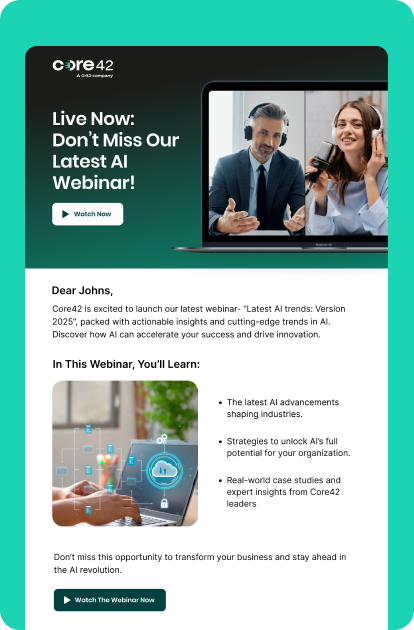 core42
A G42 company
Live Now:
Don't Miss Our
Latest AI
Webinar!
Watch Now
Dear Johns,
Core42 is excited to launch our latest webinar- "Latest AI trends: Version
2025", packed with actionable insights and cutting-edge trends in AI.
Discover how AI can accelerate your success and drive innovation.
In This Webinar, You'll Learn:
• The latest AI advancements
shaping industries.
• Strategies to unlock AI's full
potential for your organization.
• Real-world case studies and
expert insights from Core42
leaders
Don't miss this opportunity to transform your business and stay ahead in
the AI revolution.
Watch The Webinar Now